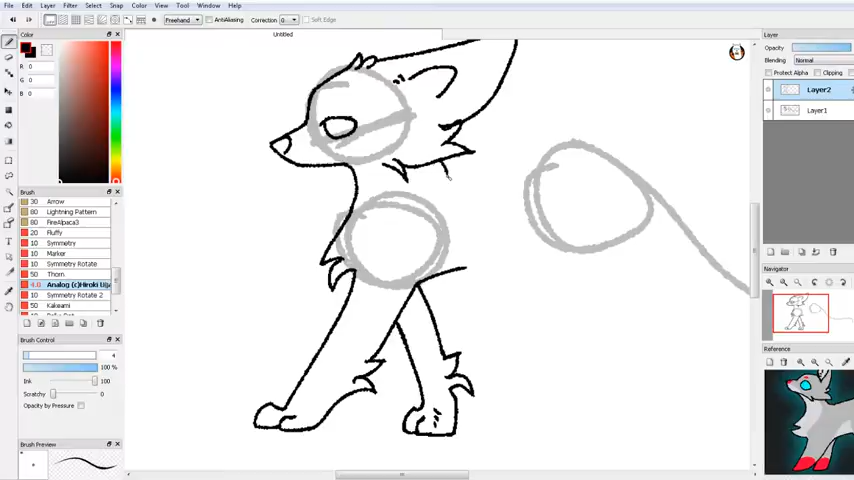 File Edit Layer Filter Select Snap Color View Tool Window Help
Freehand AntiAliasing Correction 0 Soft Edge
Untitled
Color
R 0
G 0
B 0
Brush
30 Arrow
80 Lightning Pattern
80 FireAlpaca3
20 Fluffy
10 Symmetry
10 Marker
10 Symmetry Rotate
50 Thorn
4.0 Analog (c)Hiroki
10 Symmetry Rotate 2
50 Kakeami
Brush Control
4
100 %
Ink 100
Scratchy 0
Opacity by Pressure
Brush Preview
Layer
Opacity
Blending Normal
Protect Alpha Clipping
Layer2
Layer1
Navigator
Reference